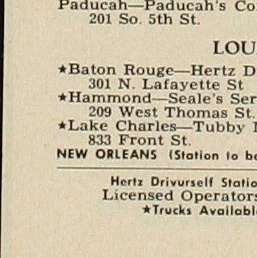 Paducah—Paducah's Co
201 So. 5th St.
LOU
★Baton Rouge—Hertz D
301 N. Lafayette St
★Hammond—Seale's Ser
209 West Thomas St.
★Lake Charles—Tubby
833 Front St.
NEW ORLEANS (Station to be
Hertz Drivurself Statio
Licensed Operators
★Trucks Availabl